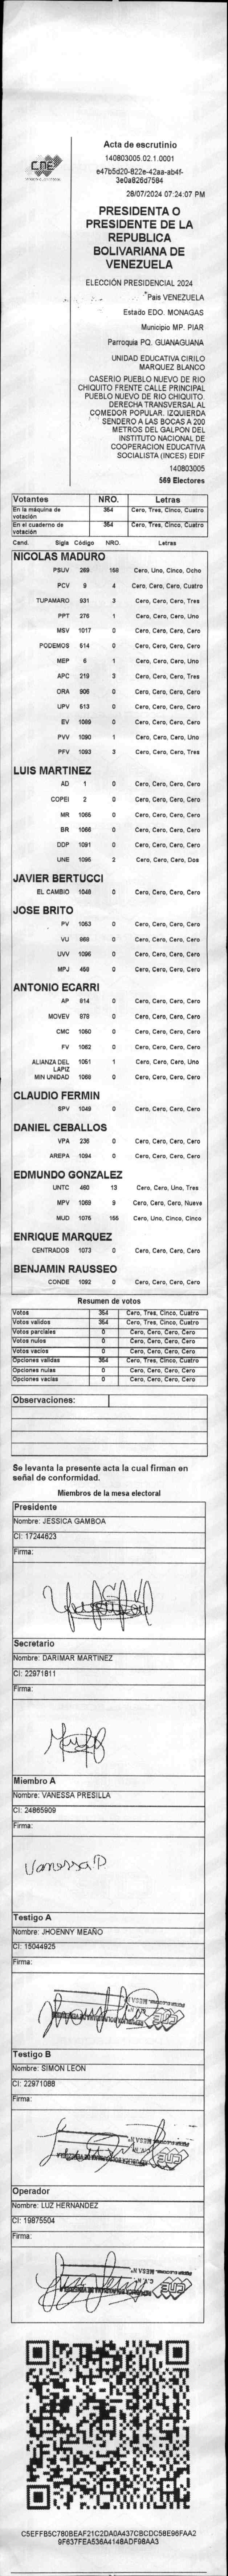 CNE
Acta de escrutinio
140803005.02.1.0001
e47b5d20-822e-42aa-ab4f-
3e0a826d7584
28/07/2024 07:24:07 PM
PRESIDENTA O
PRESIDENTE DE LA
REPUBLICA
BOLIVARIANA DE
VENEZUELA
ELECCIÓN PRESIDENCIAL 2024
Pais VENEZUELA
Estado EDO. MONAGAS
Municipio MP. PIAR
Parroquia PQ. GUANAGUANA
UNIDAD EDUCATIVA CIRILO
MARQUEZ BLANCO
CASERIO PUEBLO NUEVO DE RIO
CHIQUITO FRENTE CALLE PRINCIPAL
PUEBLO NUEVO DE RIO CHIQUITO.
DERECHA TRANSVERSAL AL
COMEDOR POPULAR. IZQUIERDA
SENDERO A LAS BOCAS A 200
METROS DEL GALPON DEL
INSTITUTO NACIONAL DE
COOPERACION EDUCATIVA
SOCIALISTA (INCES) EDIF
140803005
569 Electores
Votantes NRO. Letras
En la máquina de votación 354 Cero, Tres, Cinco, Cuatro
En el cuaderno de votación 354 Cero, Tres, Cinco, Cuatro
Cand. Sigla Código NRO. Letras
NICOLAS MADURO
PSUV 269 158 Cero, Uno, Cinco, Ocho
PCV 9 4 Cero, Cero, Cero, Cuatro
TUPAMARO 931 3 Cero, Cero, Cero, Tres
PPT 276 1 Cero, Cero, Cero, Uno
MSV 1017 0 Cero, Cero, Cero, Cero
PODEMOS 514 0 Cero, Cero, Cero, Cero
MEP 6 1 Cero, Cero, Cero, Uno
APC 219 3 Cero, Cero, Cero, Tres
ORA 906 0 Cero, Cero, Cero, Cero
UPV 613 0 Cero, Cero, Cero, Cero
EV 1089 0 Cero, Cero, Cero, Cero
PVV 1090 1 Cero, Cero, Cero, Uno
PFV 1093 3 Cero, Cero, Cero, Tres
LUIS MARTINEZ
AD 1 0 Cero, Cero, Cero, Cero
COPEI 2 0 Cero, Cero, Cero, Cero
MR 1065 0 Cero, Cero, Cero, Cero
BR 1066 0 Cero, Cero, Cero, Cero
DDP 1091 0 Cero, Cero, Cero, Cero
UNE 1095 2 Cero, Cero, Cero, Dos
JAVIER BERTUCCI
EL CAMBIO 1048 0 Cero, Cero, Cero, Cero
JOSE BRITO
PV 1053 0 Cero, Cero, Cero, Cero
VU 868 0 Cero, Cero, Cero, Cero
UVV 1096 0 Cero, Cero, Cero, Cero
MPJ 468 0 Cero, Cero, Cero, Cero
ANTONIO ECARRI
AP 814 0 Cero, Cero, Cero, Cero
MOVEV 978 0 Cero, Cero, Cero, Cero
CMC 1060 0 Cero, Cero, Cero, Cero
FV 1062 0 Cero, Cero, Cero, Cero
ALIANZA DEL LAPIZ 1051 1 Cero, Cero, Cero, Uno
MIN UNIDAD 1068 0 Cero, Cero, Cero, Cero
CLAUDIO FERMIN
SPV 1049 0 Cero, Cero, Cero, Cero
DANIEL CEBALLOS
VPA 236 0 Cero, Cero, Cero, Cero
AREPA 1094 0 Cero, Cero, Cero, Cero
EDMUNDO GONZALEZ
UNTC 460 13 Cero, Cero, Uno, Tres
MPV 1069 9 Cero, Cero, Cero, Nueve
MUD 1075 155 Cero, Uno, Cinco, Cinco
ENRIQUE MARQUEZ
CENTRADOS 1073 0 Cero, Cero, Cero, Cero
BENJAMIN RAUSSEO
CONDE 1092 0 Cero, Cero, Cero, Cero
Resumen de votos
Votos 354 Cero, Tres, Cinco, Cuatro
Votos validos 354 Cero, Tres, Cinco, Cuatro
Votos parciales 0 Cero, Cero, Cero, Cero
Votos nulos 0 Cero, Cero, Cero, Cero
Votos vacios 0 Cero, Cero, Cero, Cero
Opciones validas 354 Cero, Tres, Cinco, Cuatro
Opciones nulas 0 Cero, Cero, Cero, Cero
Opciones vacias 0 Cero, Cero, Cero, Cero
Observaciones:
Se levanta la presente acta la cual firman en
señal de conformidad.
Miembros de la mesa electoral
Presidente
Nombre: JESSICA GAMBOA
CI: 17244623
Firma:
Secretario
Nombre: DARIMAR MARTINEZ
CI: 22971811
Firma:
Miembro A
Nombre: VANESSA PRESILLA
CI: 24865909
Firma:
Vanessa P
Testigo A
Nombre: JHOENNY MEAÑO
CI: 15044925
Firma:
CNE
Testigo B
Nombre: SIMON LEON
CI: 22971088
Firma:
CNE
Operador
Nombre: LUZ HERNANDEZ
CI: 19875504
Firma:
CNE
C5EFFB5C780BEAF21C2DA0A437CBCDC58E96FAA2
9F637FEA536A4148ADF98AA3